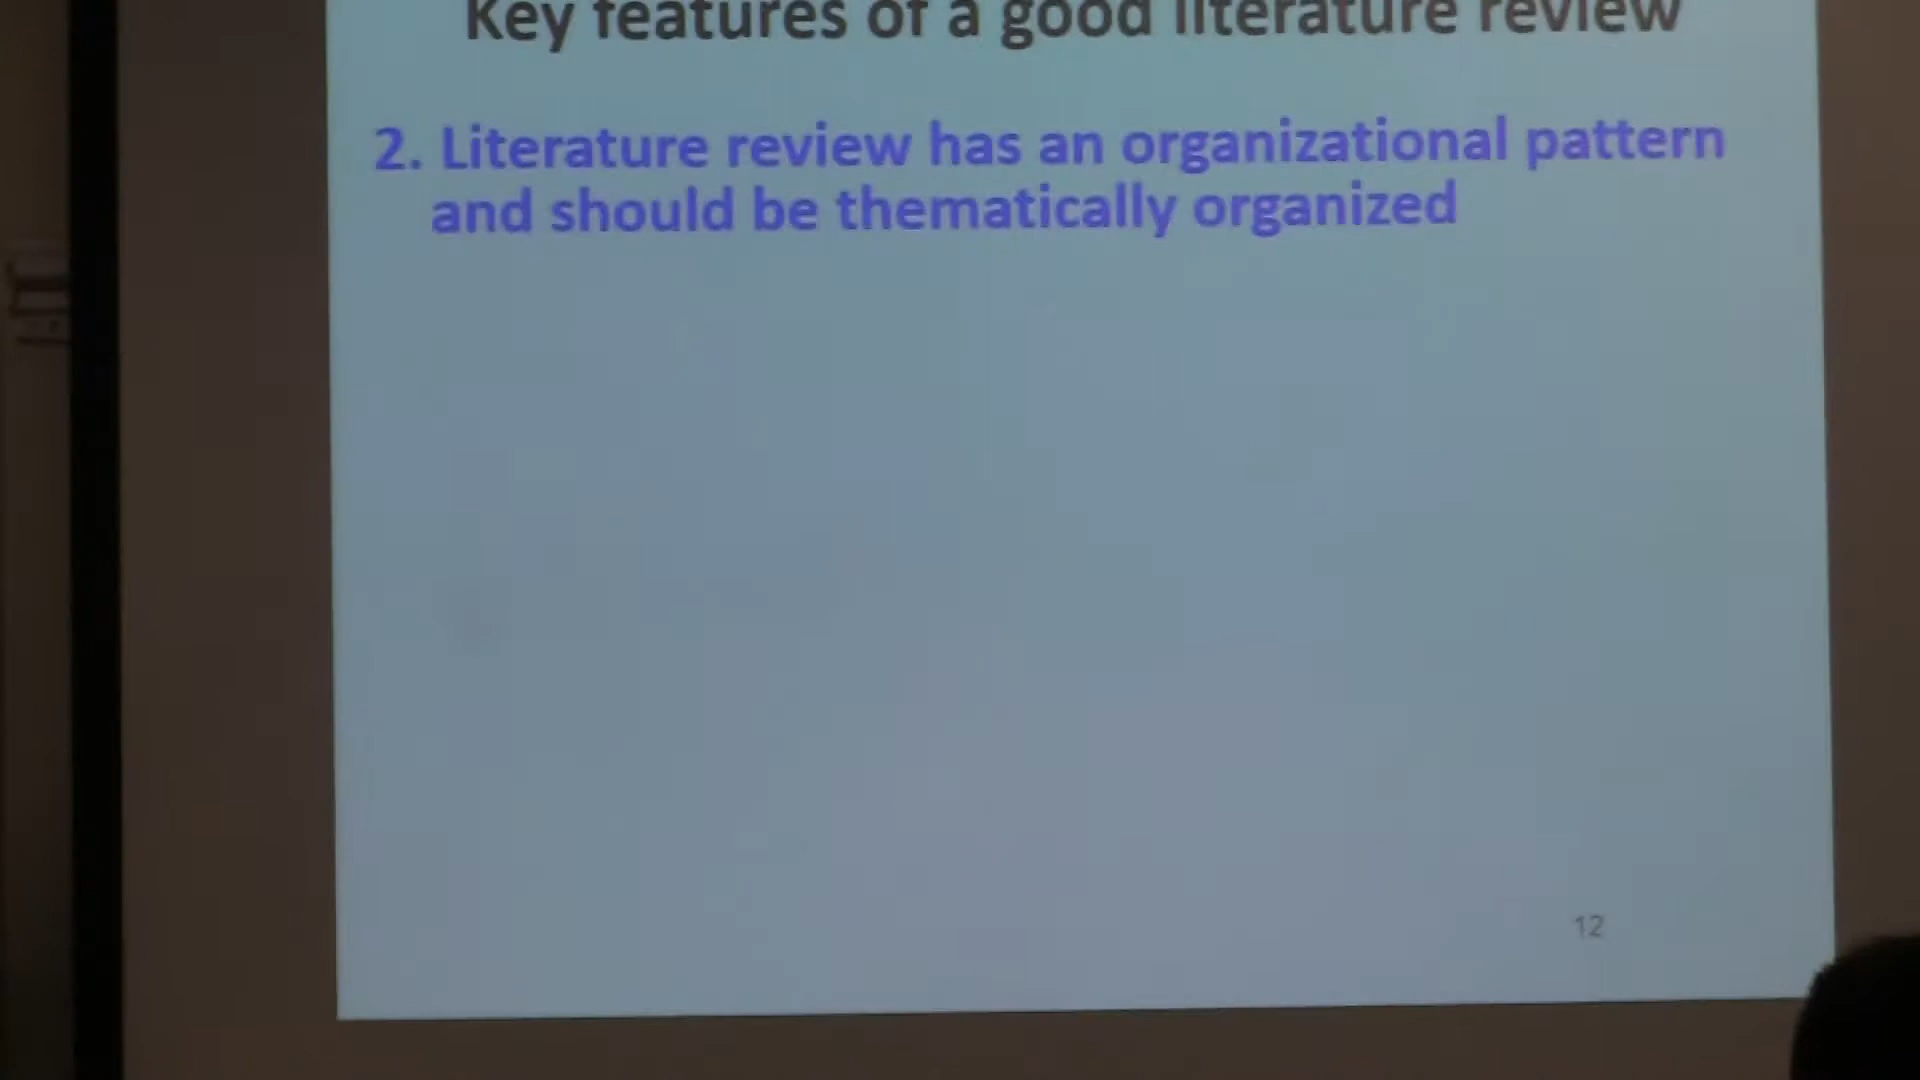 Key features of a good literature review
2. Literature review has an organizational pattern
and should be thematically organized
12